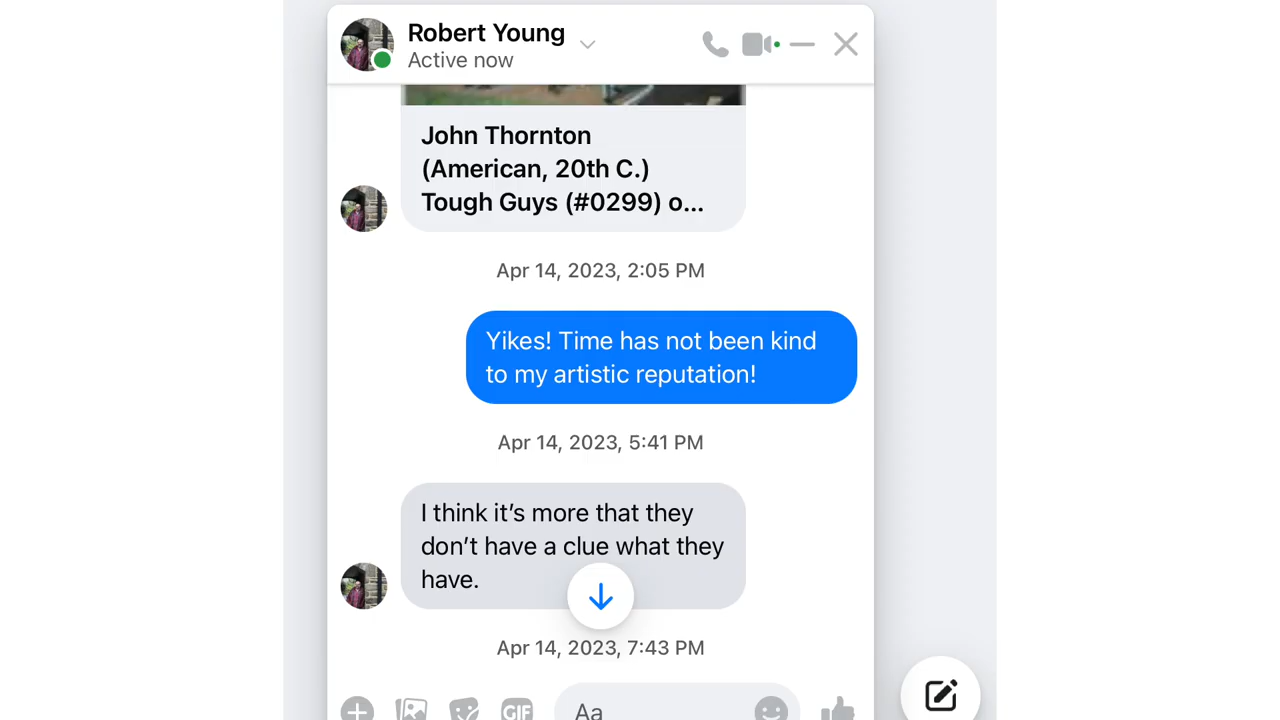 Robert Young
Active now
John Thornton
(American, 20th C.)
Tough Guys (#0299) o...
Apr 14, 2023, 2:05 PM
Yikes! Time has not been kind
to my artistic reputation!
Apr 14, 2023, 5:41 PM
I think it’s more that they
don’t have a clue what they
have.
Apr 14, 2023, 7:43 PM
GIF
Aa